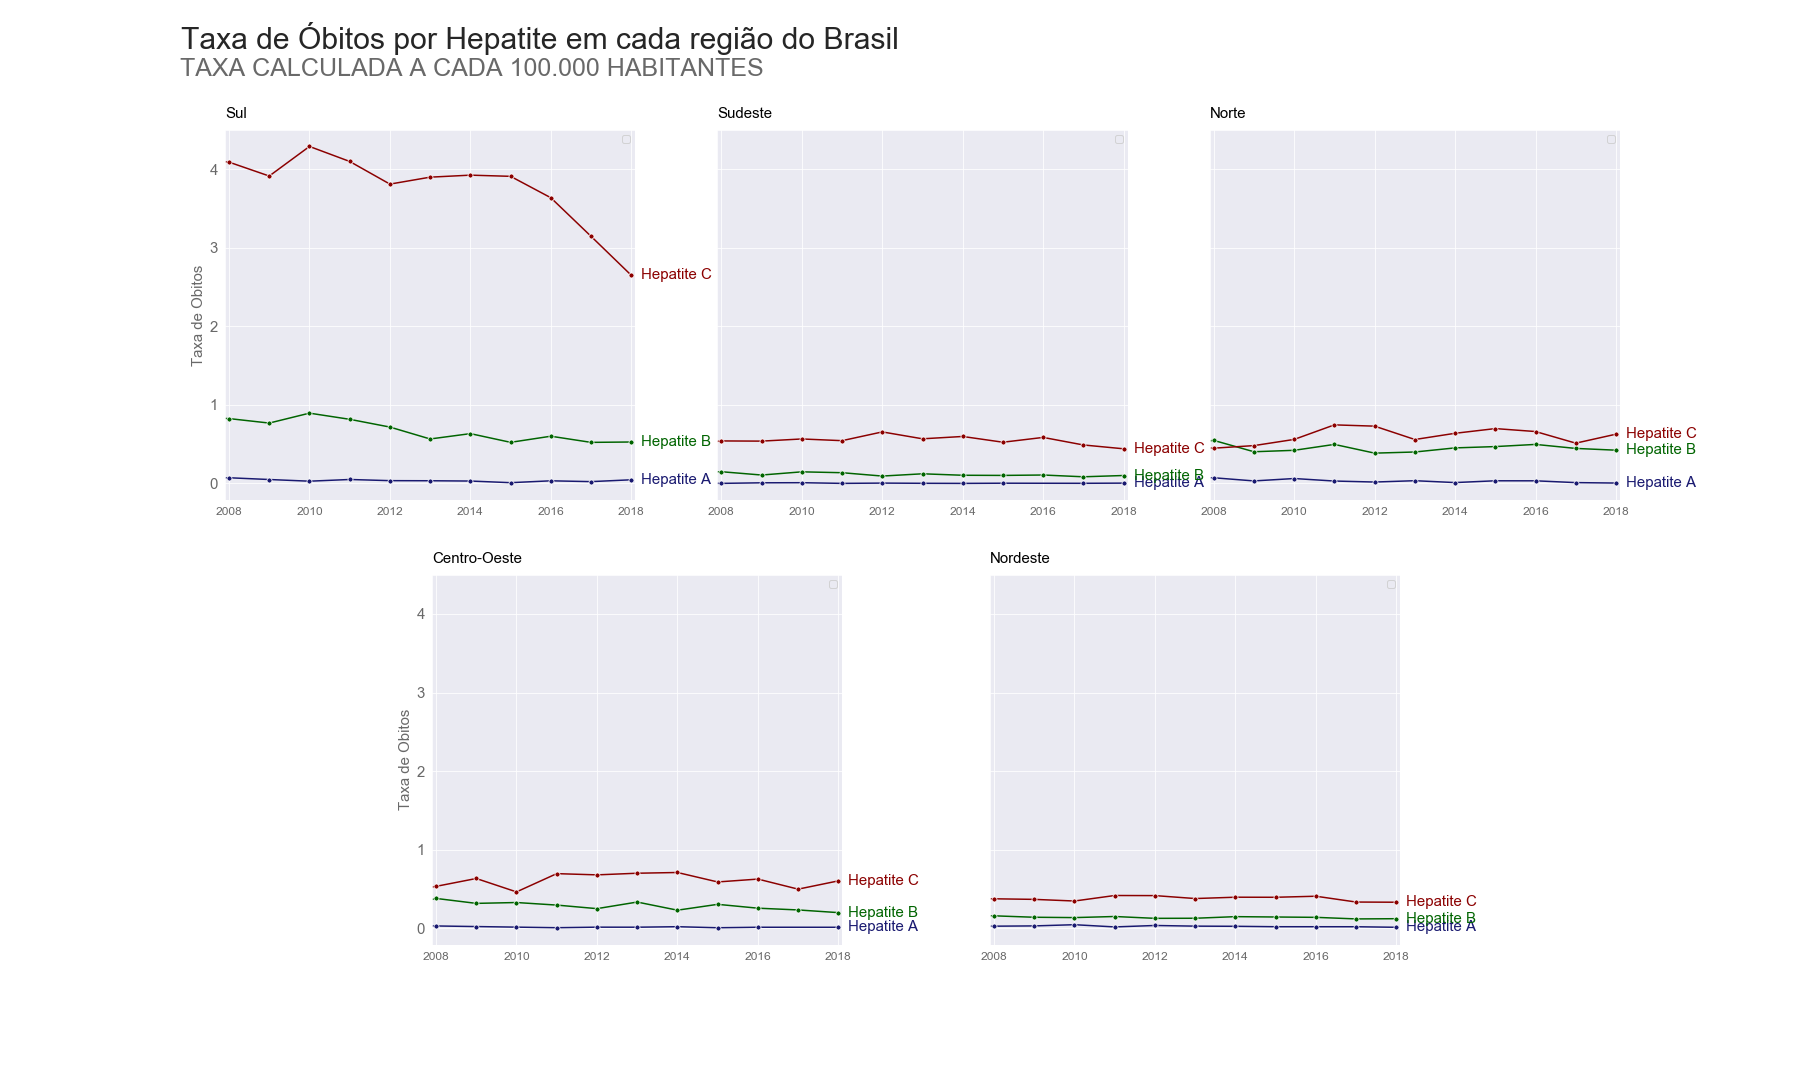 Taxa de Óbitos por Hepatite em cada região do Brasil
TAXA CALCULADA A CADA 100.000 HABITANTES
Sul
Sudeste
Norte
Taxa de Obitos
4
3
2
1
0
Hepatite C
Hepatite B
Hepatite A
2008 2010 2012 2014 2016 2018
Hepatite C
Hepatite B
Hepatite A
2008 2010 2012 2014 2016 2018
Hepatite C
Hepatite B
Hepatite A
2008 2010 2012 2014 2016 2018
Centro-Oeste
Nordeste
Taxa de Obitos
4
3
2
1
0
Hepatite C
Hepatite B
Hepatite A
2008 2010 2012 2014 2016 2018
Hepatite C
Hepatite B
Hepatite A
2008 2010 2012 2014 2016 2018